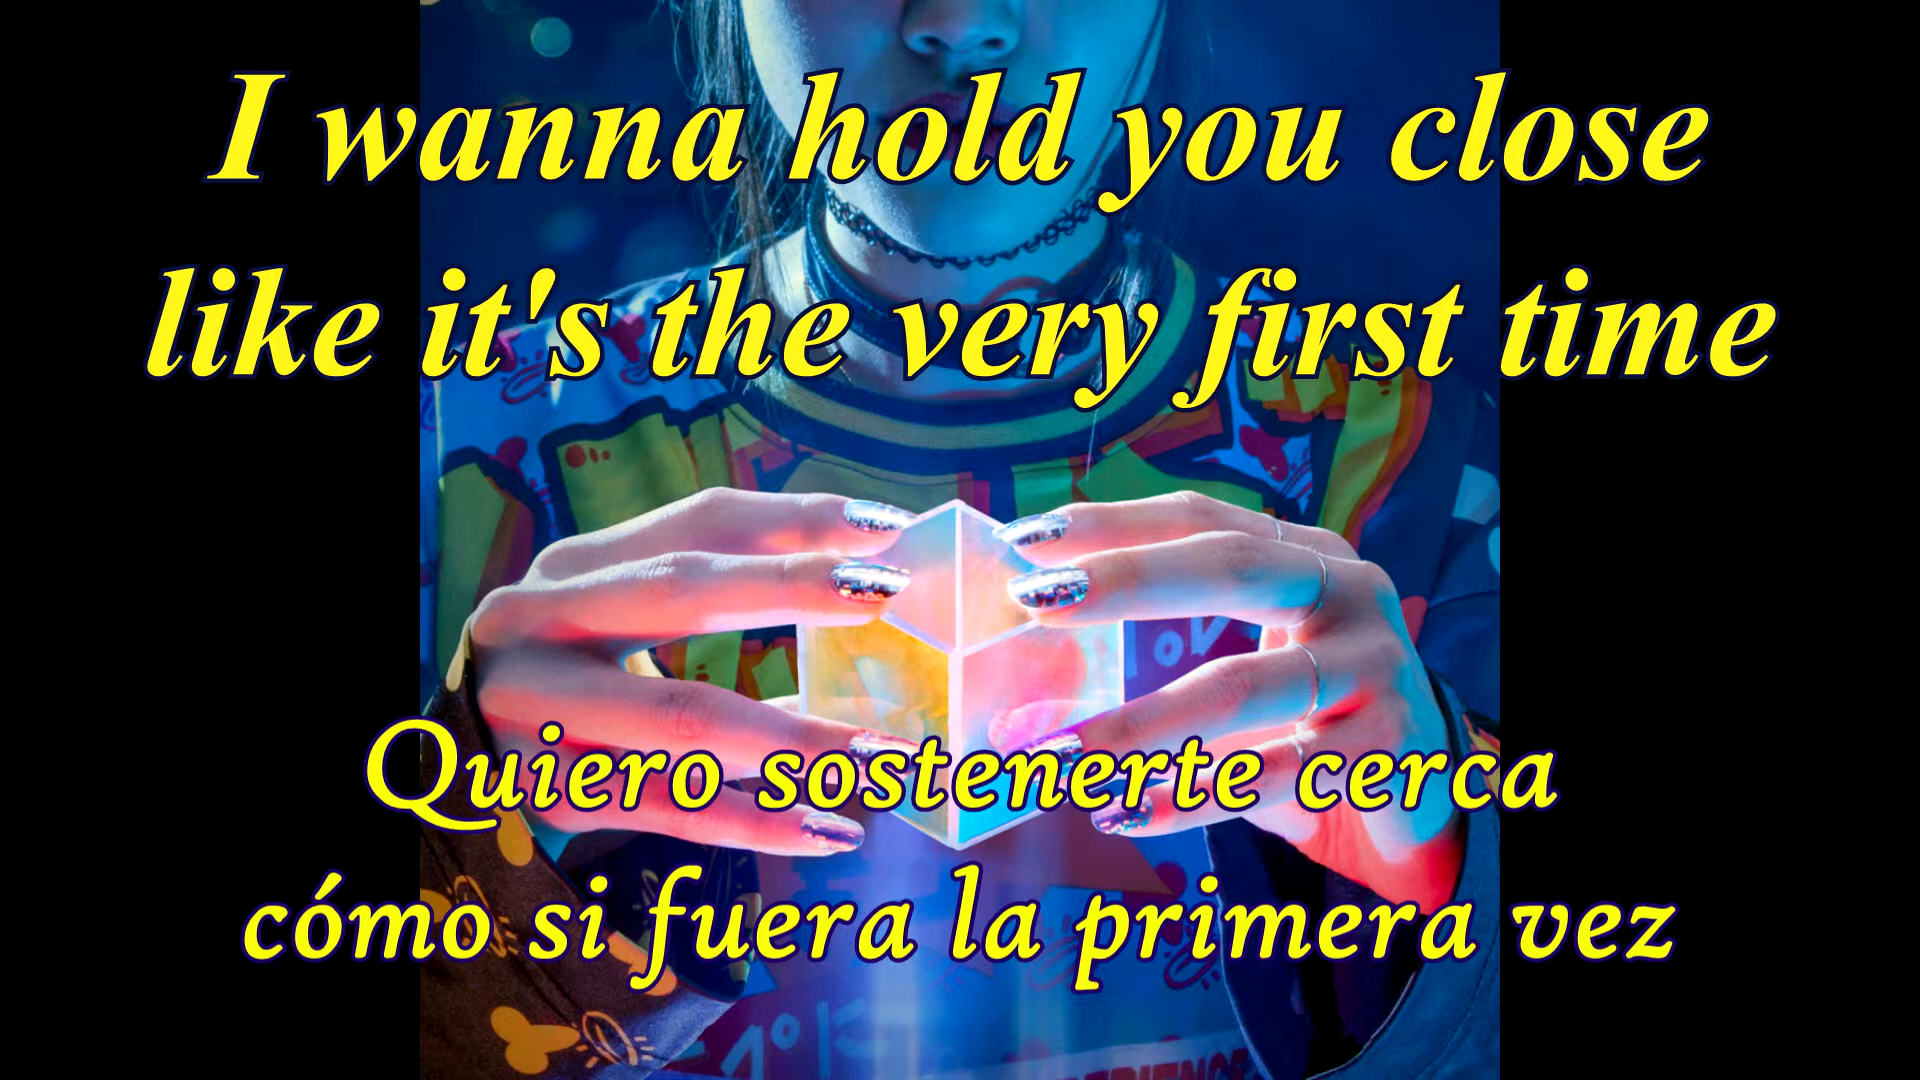 I wanna hold you close
like it's the very first time
Quiero sostenerte cerca
cómo si fuera la primera vez